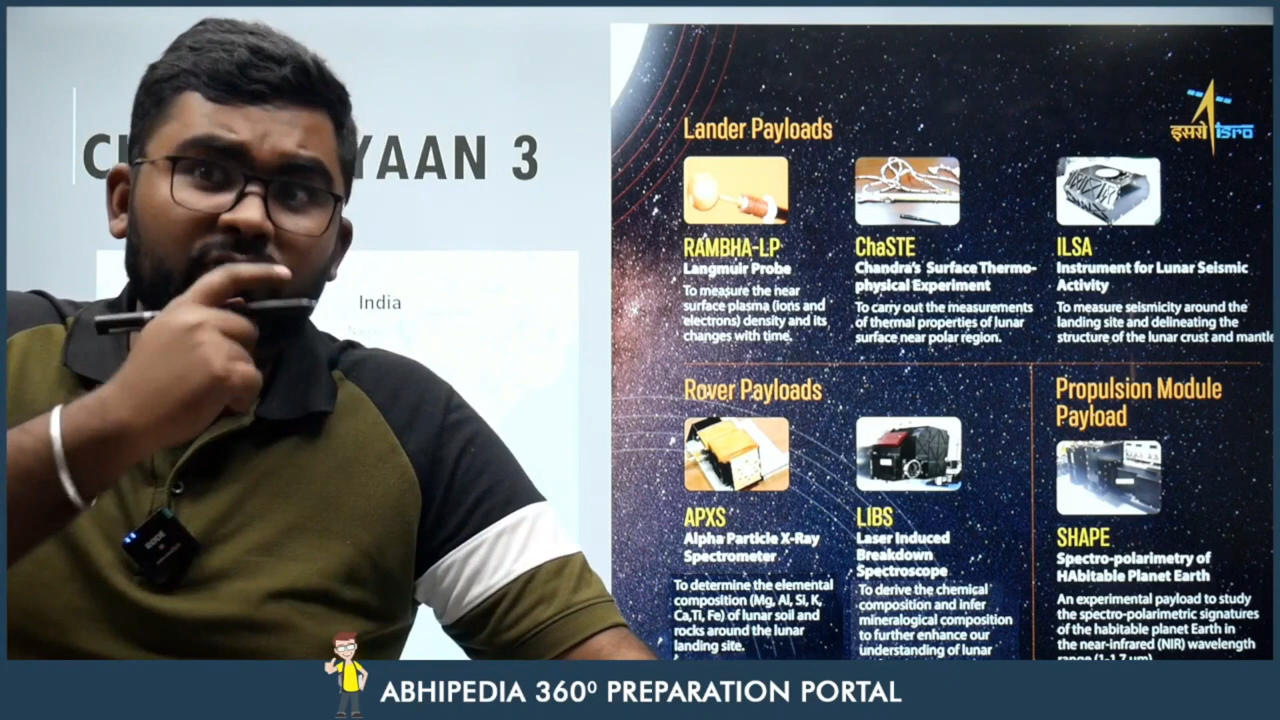 YAAN 3
India
इसरो isro
Lander Payloads
RAMBHA-LP
Langmuir Probe
To measure the near
surface plasma (ions and
electrons) density and its
changes with time.
ChaSTE
Chandra's Surface Thermo-
physical Experiment
To carry out the measurements
of thermal properties of lunar
surface near polar region.
ILSA
Instrument for Lunar Seismic
Activity
To measure seismicity around the
landing site and delineating the
structure of the lunar crust and mantle
Rover Payloads
APXS
Alpha Particle X-Ray
Spectrometer
To determine the elemental
composition (Mg, Al, Si, K,
Ca,Ti, Fe) of lunar soil and
rocks around the lunar
landing site.
LIBS
Laser Induced
Breakdown
Spectroscope
To derive the chemical
composition and infer
mineralogical composition
to further enhance our
understanding of lunar
Propulsion Module
Payload
SHAPE
Spectro-polarimetry of
HAbitable Planet Earth
An experimental payload to study
the spectro-polarimetric signatures
of the habitable planet Earth in
the near-infrared (NIR) wavelength
range (1-1.7 μm)
RODE
ABHIPEDIA 360⁰ PREPARATION PORTAL